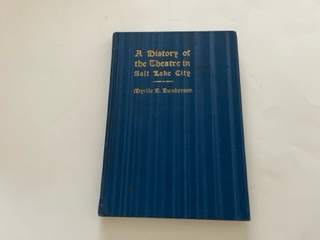 A History of
the Theatre in
Salt Lake City
Myrtle E. Henderson